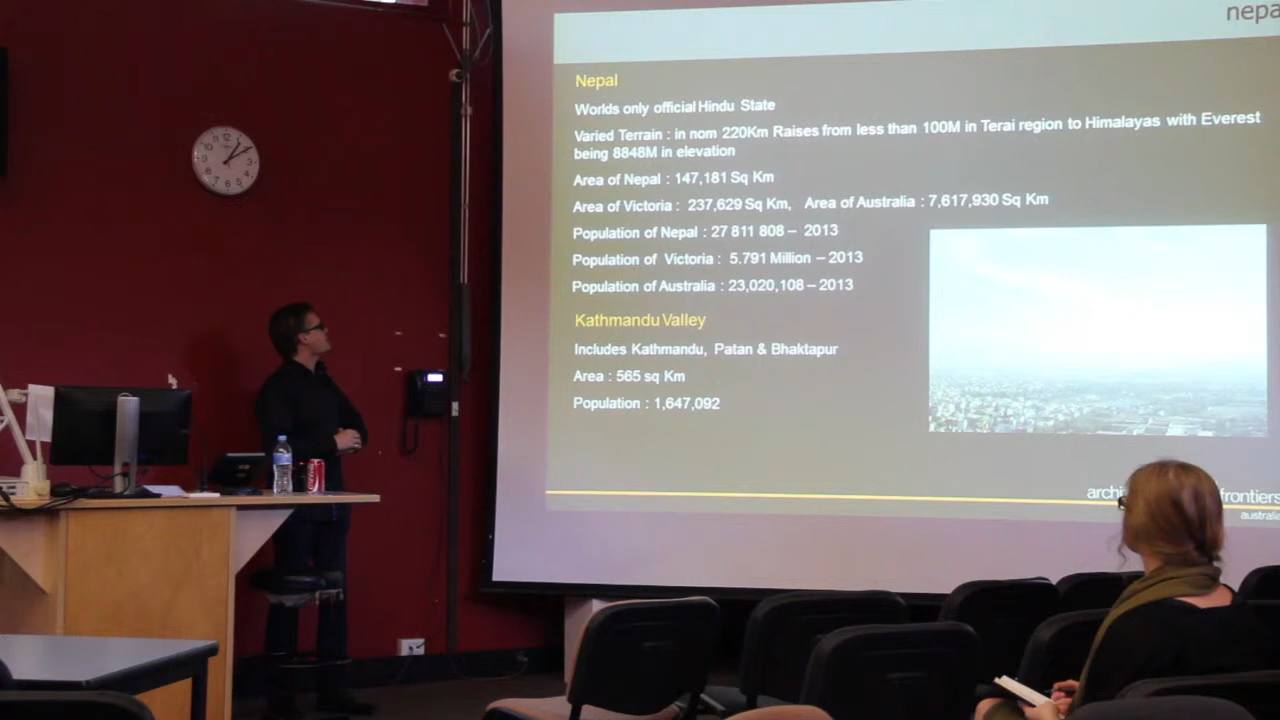 nepa
Nepal
Worlds only official Hindu State
Varied Terrain : in nom 220Km Raises from less than 100M in Terai region to Himalayas with Everest
being 8848M in elevation
Area of Nepal : 147,181 Sq Km
Area of Victoria : 237,629 Sq Km, Area of Australia : 7,617,930 Sq Km
Population of Nepal : 27 811 808 – 2013
Population of Victoria : 5.791 Million – 2013
Population of Australia : 23,020,108 – 2013
Kathmandu Valley
Includes Kathmandu, Patan & Bhaktapur
Area : 565 sq Km
Population : 1,647,092
archi frontiers
australia